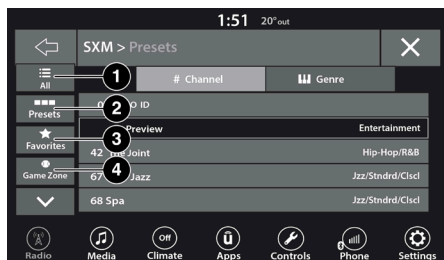 1:51 20°out
SXM > Presets
All
# Channel
Genre
Presets
Favorites
Game Zone
ID
Preview Entertainment
42 The Joint Hip-Hop/R&B
67 Jazz Jzz/Stndrd/Clscl
68 Spa Jzz/Stndrd/Clscl
1
2
3
4
Radio
Media
Off
Climate
û
Apps
Controls
Phone
Settings